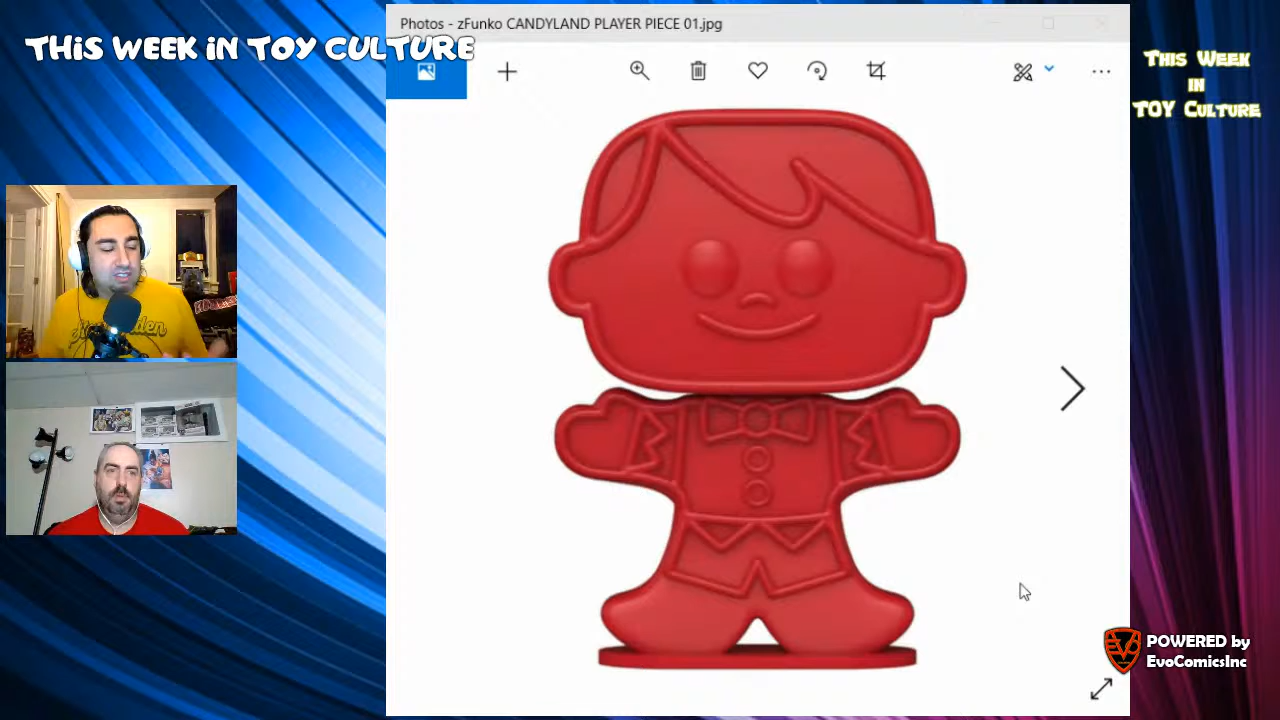 Photos - zFunko CANDYLAND PLAYER PIECE 01.jpg
THiS WEEK iN TOY CULTURE
This Week
in
TOY Culture
POWERED by
EvoComicsInc